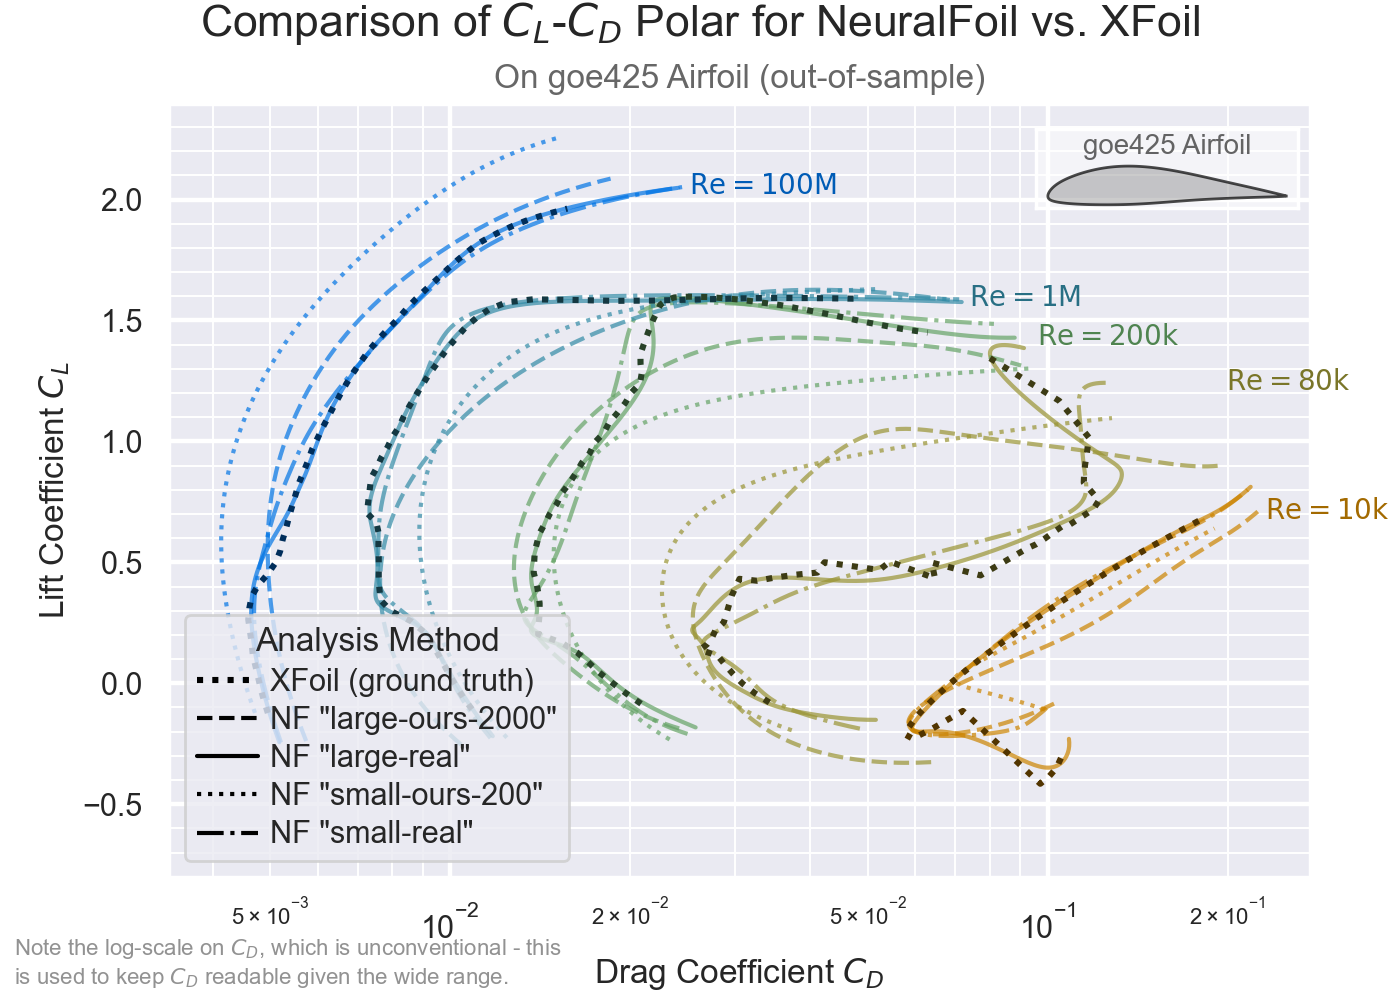 Comparison of C_L-C_D Polar for NeuralFoil vs. XFoil
On goe425 Airfoil (out-of-sample)
goe425 Airfoil
Re = 100M
Re = 1M
Re = 200k
Re = 80k
Re = 10k
Lift Coefficient C_L
2.0
1.5
1.0
0.5
0.0
−0.5
Analysis Method
XFoil (ground truth)
NF "large-ours-2000"
NF "large-real"
NF "small-ours-200"
NF "small-real"
5 × 10⁻³
10⁻²
2 × 10⁻²
5 × 10⁻²
10⁻¹
2 × 10⁻¹
Drag Coefficient C_D
Note the log-scale on C_D, which is unconventional - this
is used to keep C_D readable given the wide range.